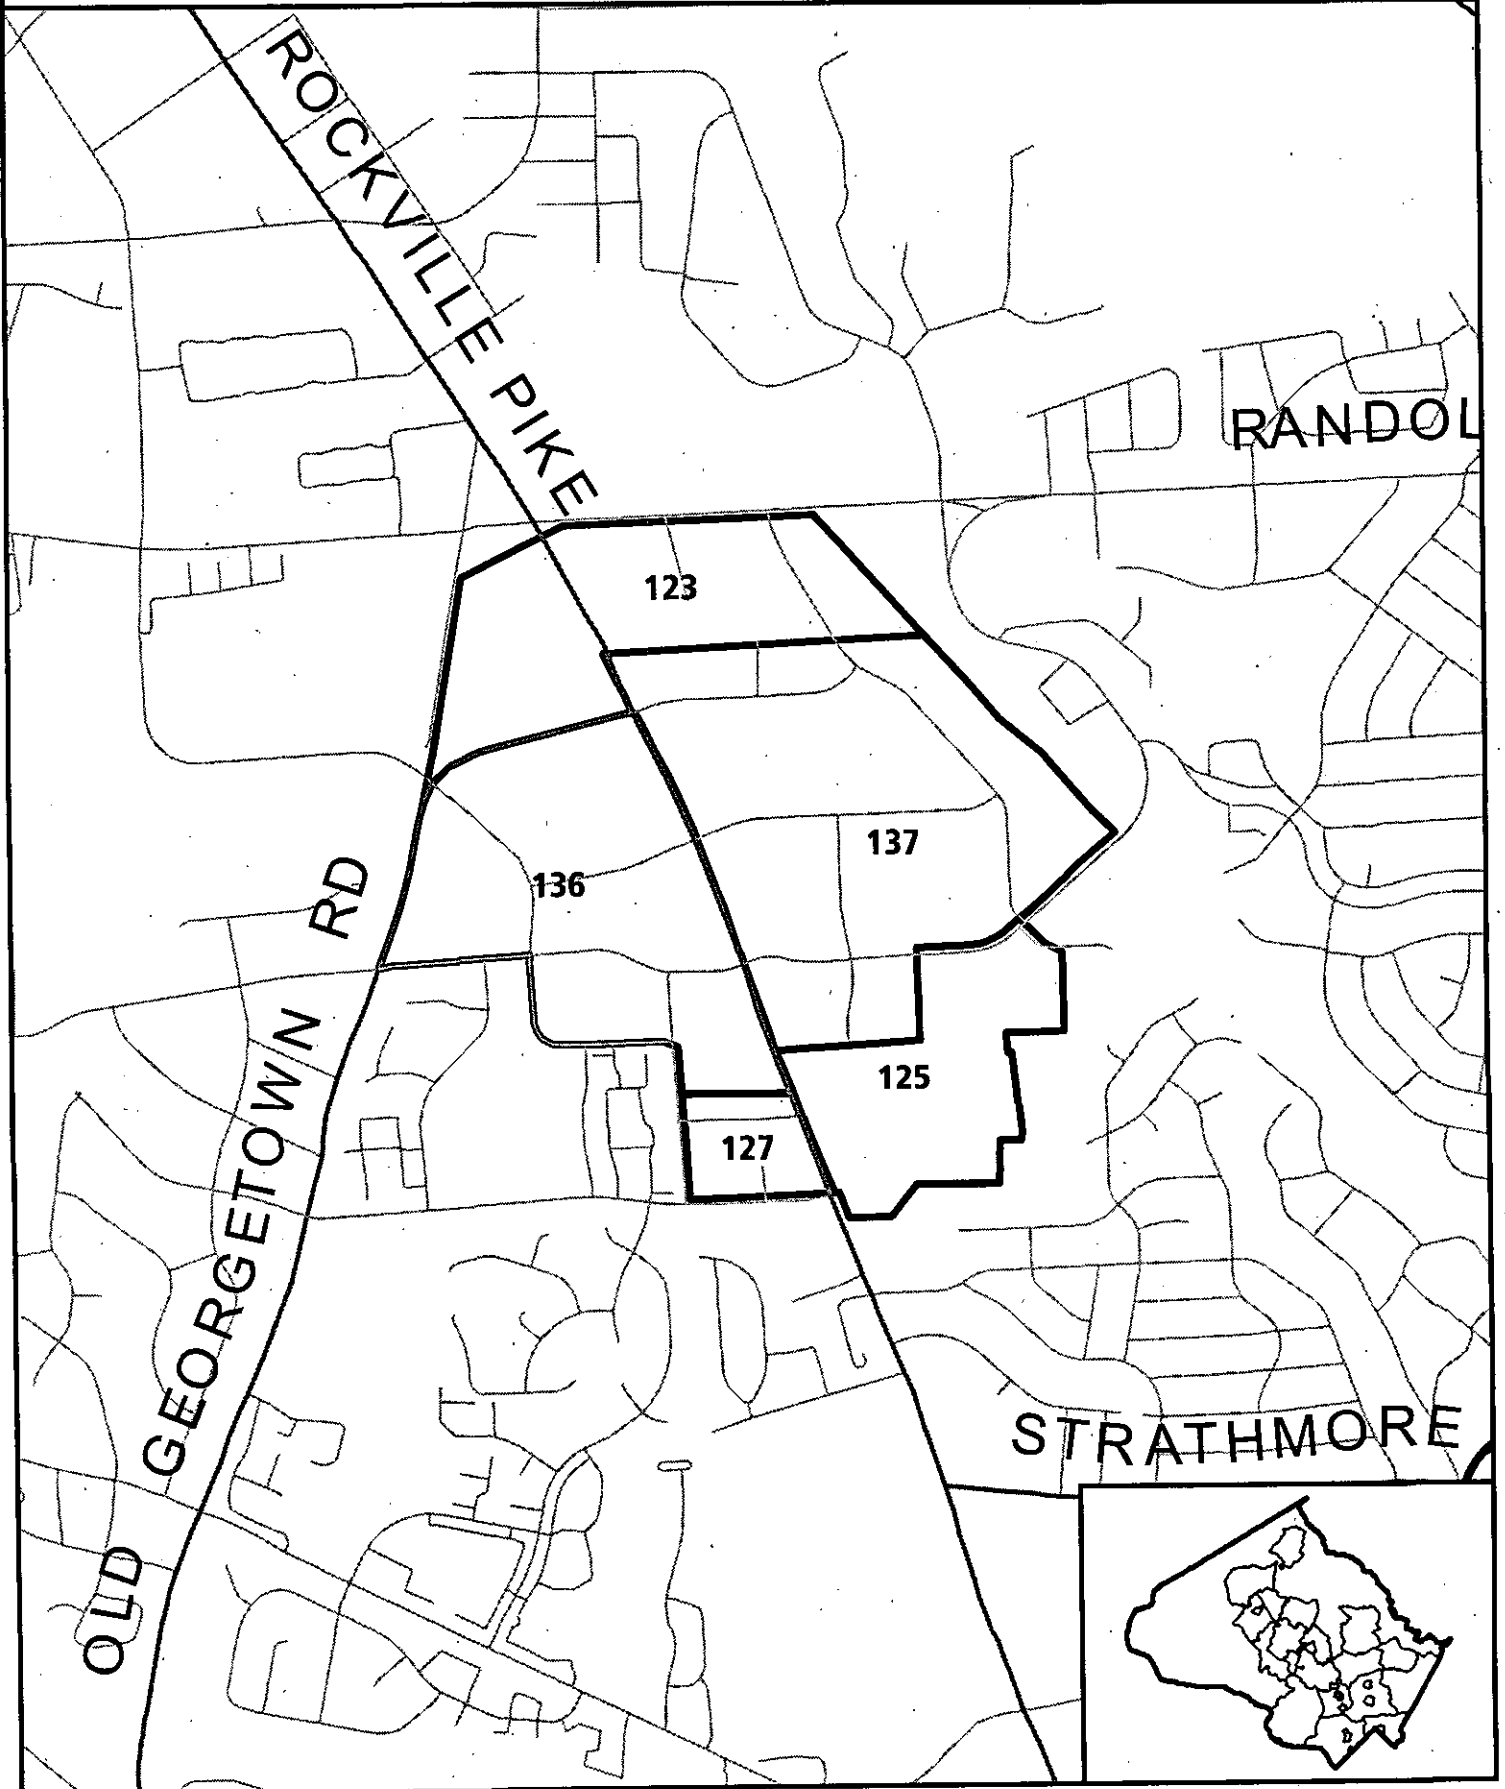 ROCKVILLE PIKE
RANDOL
123
137
136
OLD GEORGETOWN RD
125
127
STRATHMORE